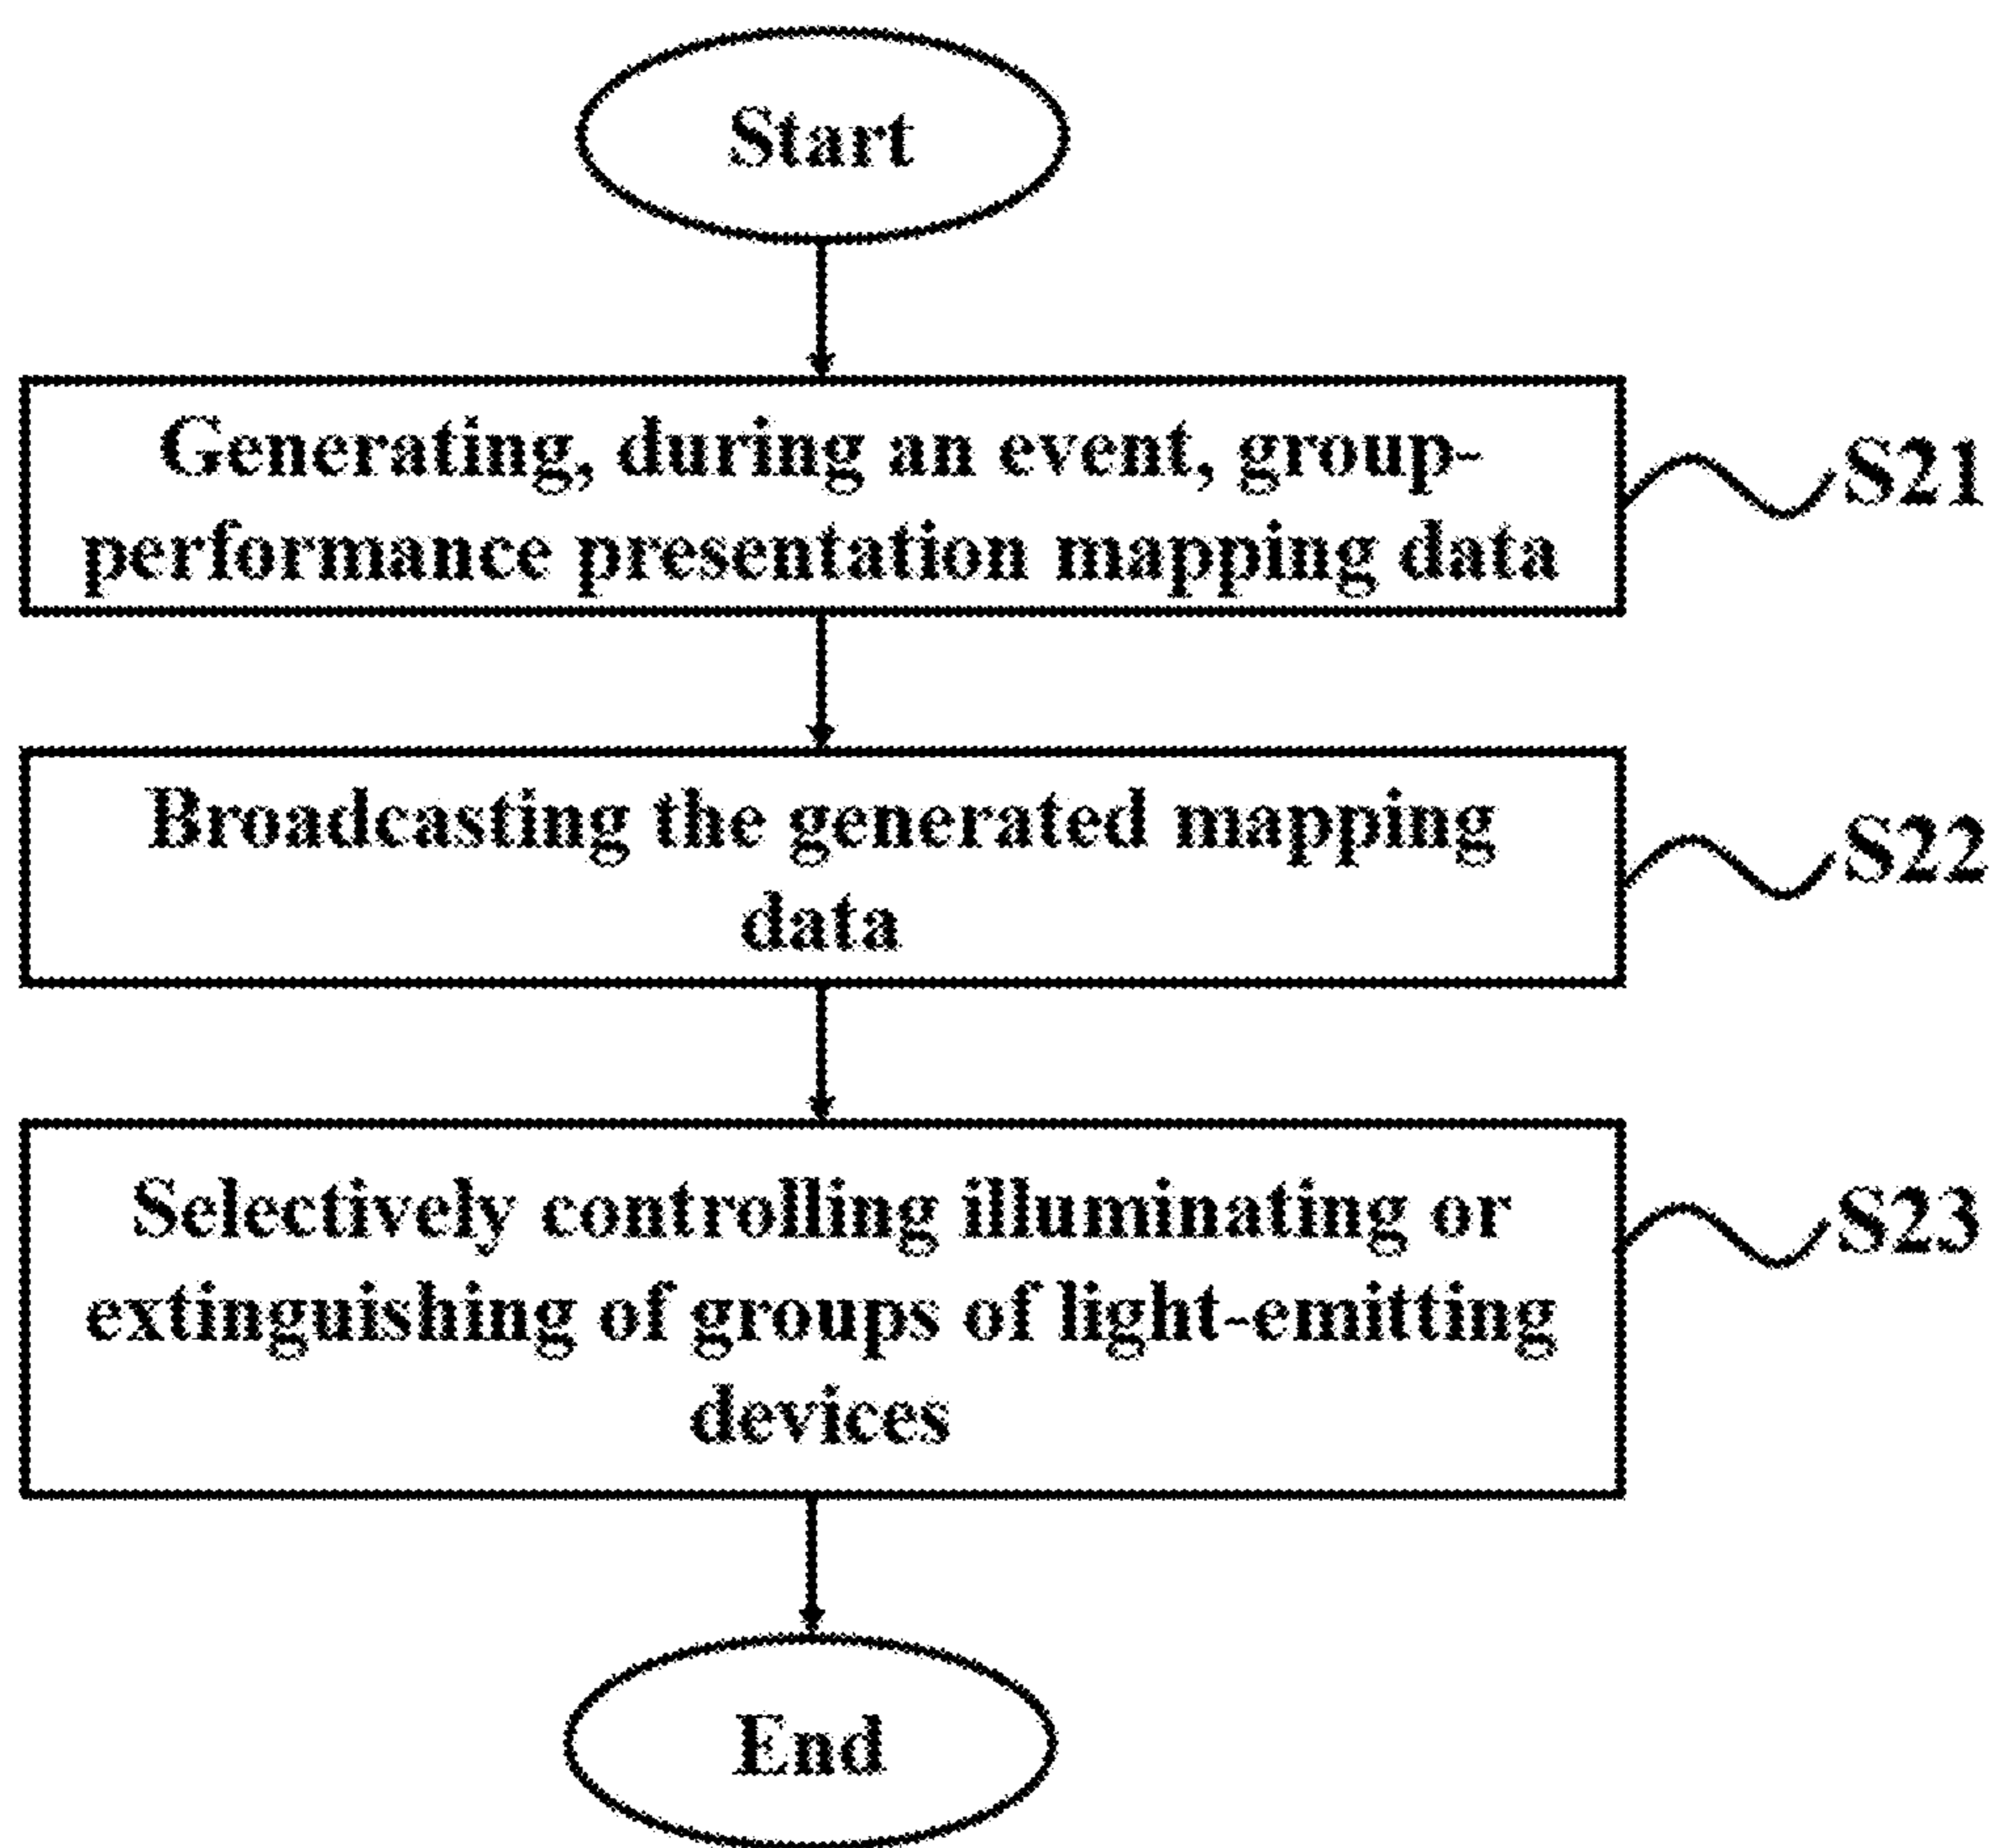 Start
Generating, during an event, group-
performance presentation mapping data
S21
Broadcasting the generated mapping
data
S22
Selectively controlling illuminating or
extinguishing of groups of light-emitting
devices
S23
End